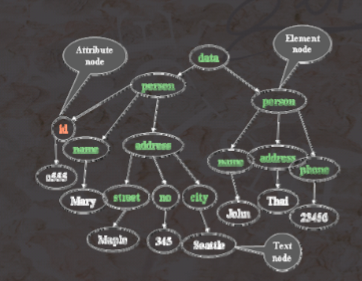 Attribute
node
Element
node
data
person
person
id
name
address
name
address
phone
o555
Mary
street
no
city
John
Thai
23456
Maple
345
Seattle
Text
node